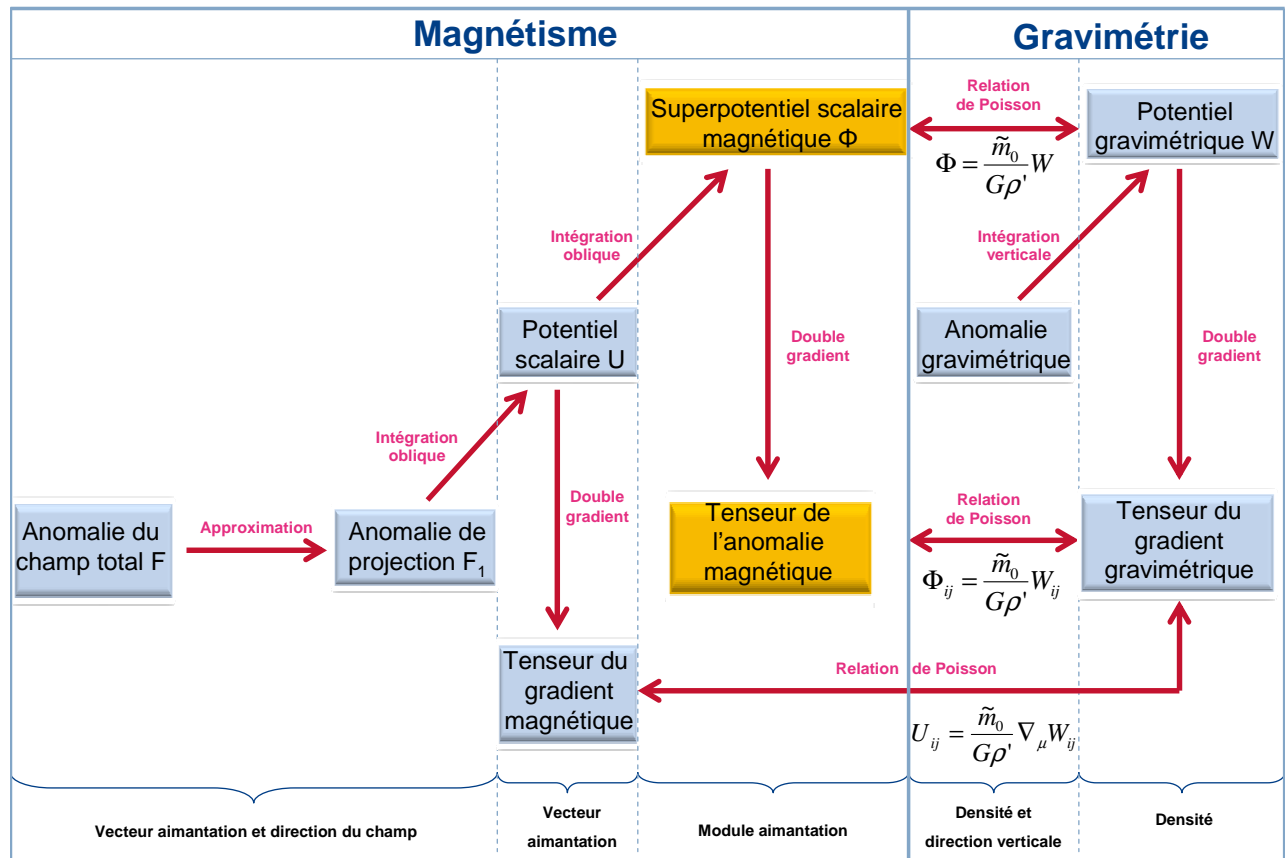 Magnétisme
Gravimétrie
Superpotentiel scalaire
magnétique Φ
Relation
de Poisson
Potentiel
gravimétrique W
Φ = m̃₀/Gρ' W
Intégration
oblique
Intégration
verticale
Potentiel
scalaire U
Double
gradient
Anomalie
gravimétrique
Double
gradient
Intégration
oblique
Anomalie du
champ total F
Approximation
Anomalie de
projection F₁
Double
gradient
Tenseur de
l'anomalie
magnétique
Relation
de Poisson
Tenseur du
gradient
gravimétrique
Φᵢⱼ = m̃₀/Gρ' Wᵢⱼ
Tenseur du
gradient
magnétique
Relation de Poisson
Uᵢⱼ = m̃₀/Gρ' ∇μWᵢⱼ
Vecteur aimantation et direction du champ
Vecteur
aimantation
Module aimantation
Densité et
direction verticale
Densité